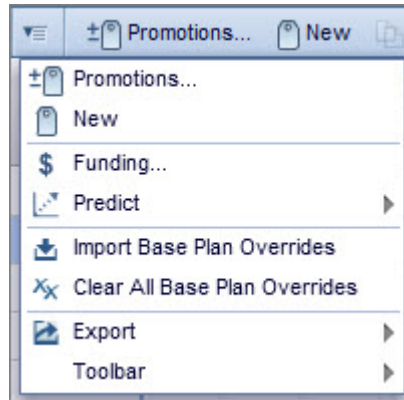 Promotions... New
Promotions...
New
$ Funding...
Predict
Import Base Plan Overrides
Clear All Base Plan Overrides
Export
Toolbar